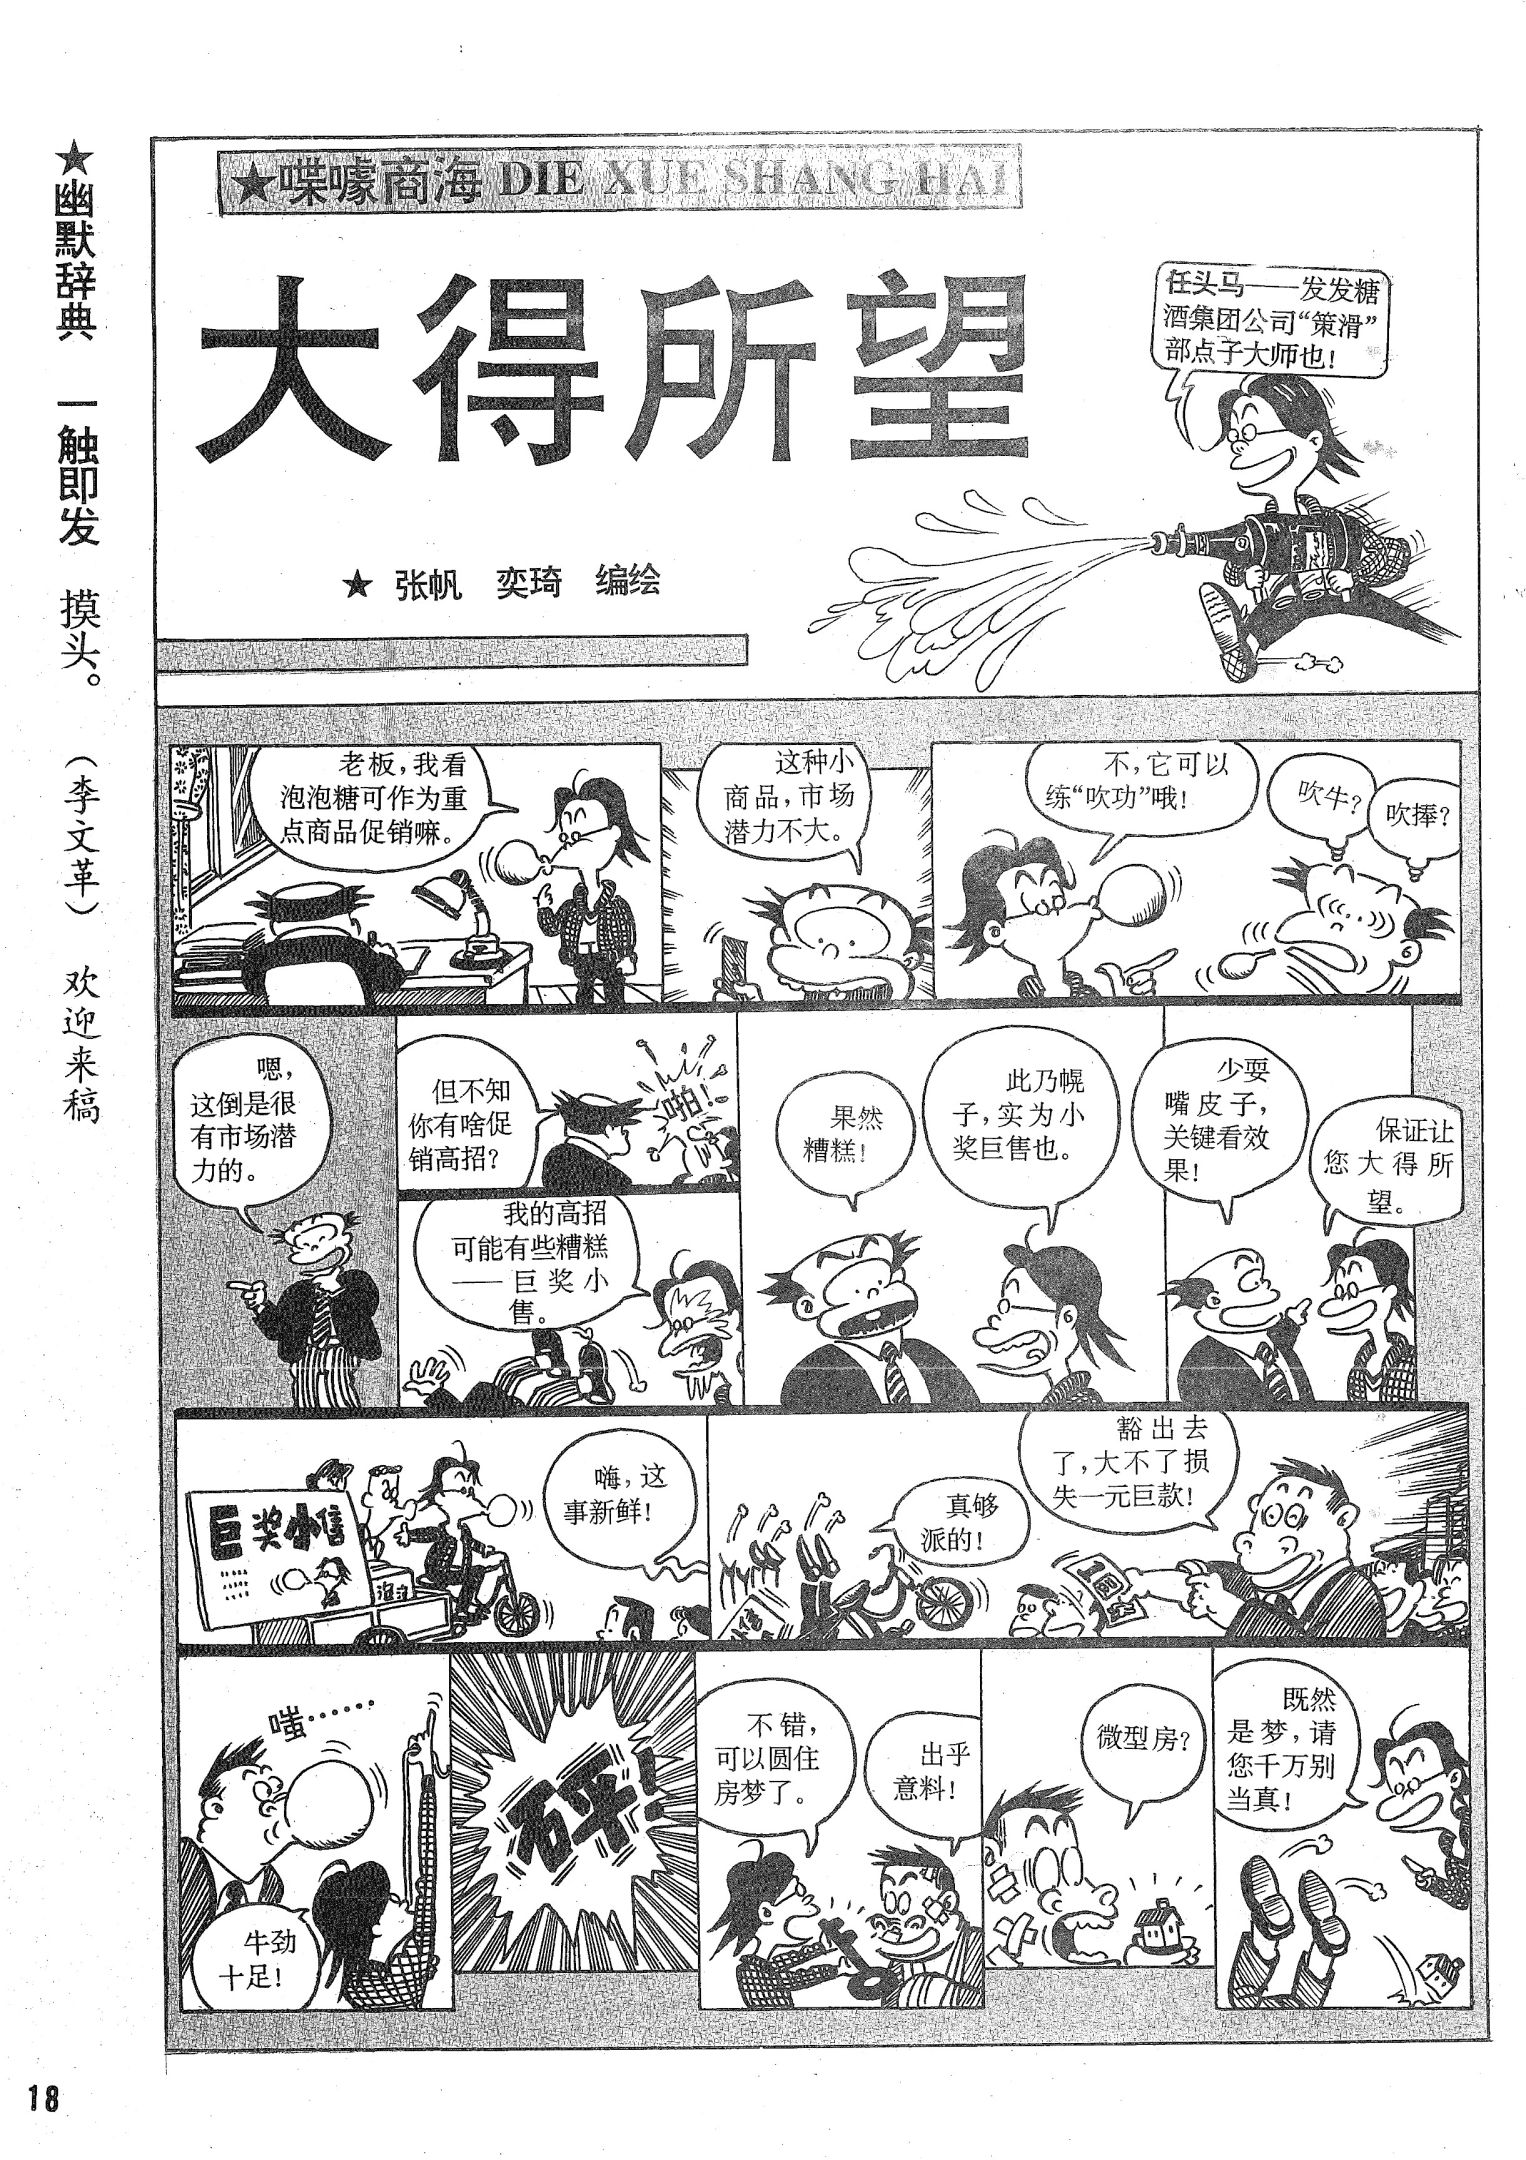 ★幽默辞典 一触即发 摸头。 (李文革) 欢迎来稿
★喋噱商海 DIE XUE SHANG HAI
大得所望
★ 张帆 奕琦 编绘
任头马——发发糖
酒集团公司“策滑”
部点子大师也!
老板,我看
泡泡糖可作为重
点商品促销嘛。
这种小
商品,市场
潜力不大。
不,它可以
练“吹功”哦!
吹牛?
吹捧?
嗯,
这倒是很
有市场潜
力的。
但不知
你有啥促
销高招?
啪!
我的高招
可能有些糟糕
——巨奖小
售。
果然
糟糕!
此乃幌
子,实为小
奖巨售也。
少耍
嘴皮子,
关键看效
果!
保证让
您大得所
望。
巨奖小售
泡泡
嗨,这
事新鲜!
真够
派的!
豁出去
了,大不了损
失一元巨款!
1圆
嗤……
牛劲
十足!
砰!
不错,
可以圆住
房梦了。
出乎
意料!
微型房?
既然
是梦,请
您千万别
当真!
18